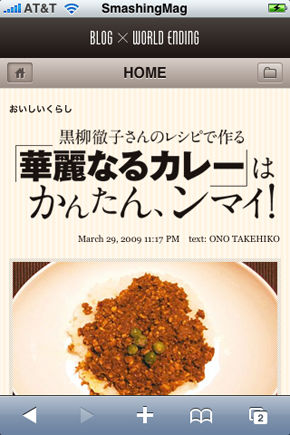 AT&T SmashingMag
BLOG × WORLD ENDING
HOME
おいしいくらし
黒柳徹子さんのレシピで作る
「華麗なるカレー」は
かんたん、ンマイ!
March 29, 2009 11:17 PM text: ONO TAKEHIKO
2